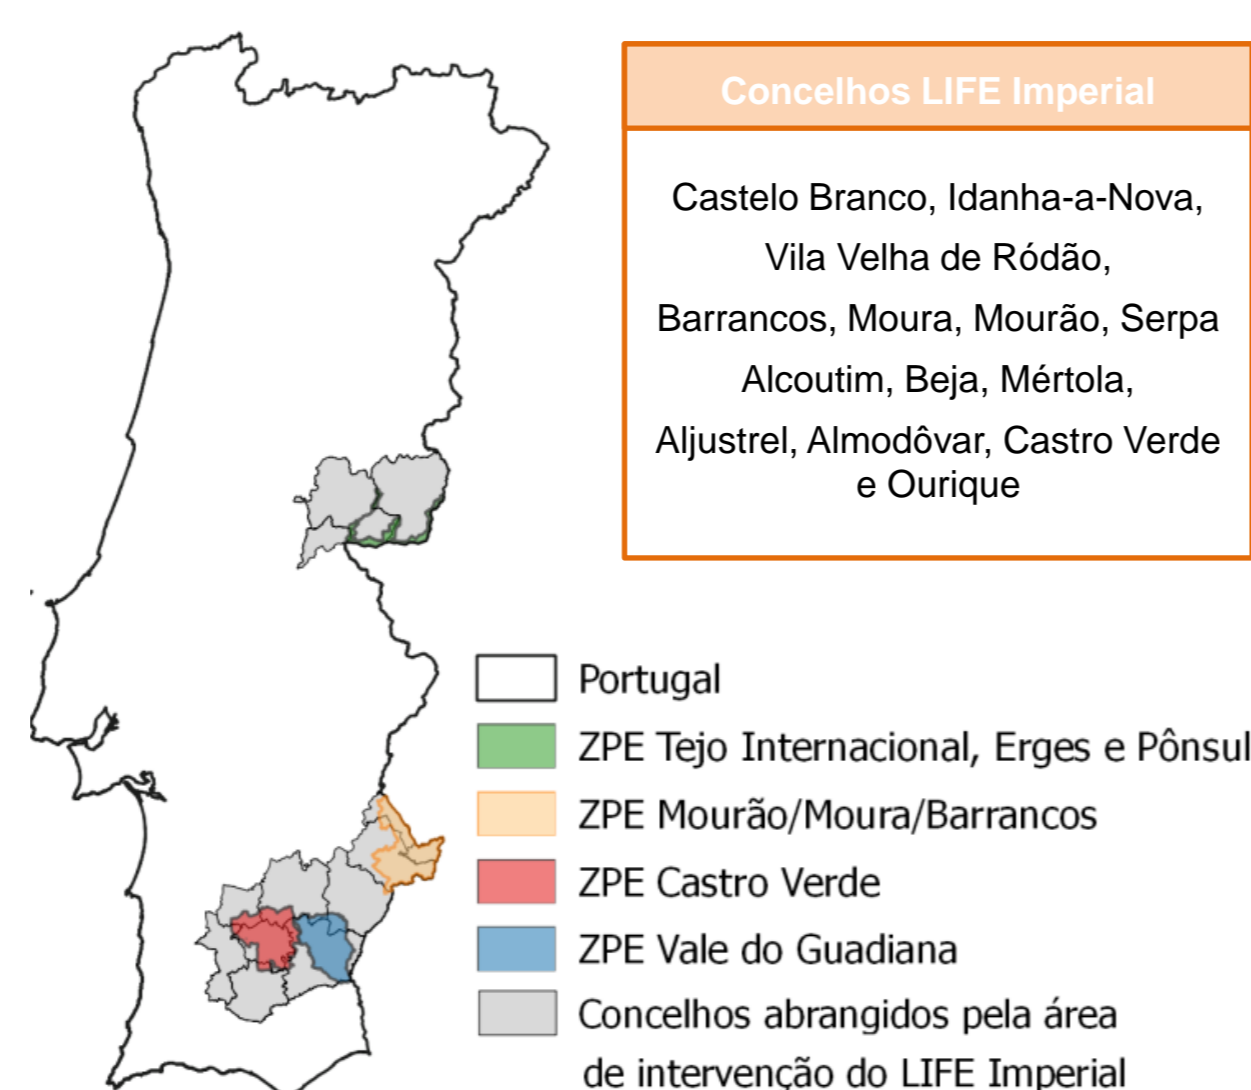 Concelhos LIFE Imperial
Castelo Branco, Idanha-a-Nova,
Vila Velha de Ródão,
Barrancos, Moura, Mourão, Serpa
Alcoutim, Beja, Mértola,
Aljustrel, Almodôvar, Castro Verde
e Ourique
Portugal
ZPE Tejo Internacional, Erges e Pônsul
ZPE Mourão/Moura/Barrancos
ZPE Castro Verde
ZPE Vale do Guadiana
Concelhos abrangidos pela área
de intervenção do LIFE Imperial